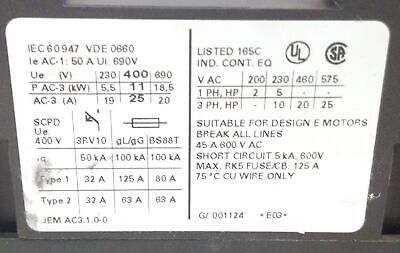 IEC 60947 VDE 0660
Ie AC-1: 50 A Ui: 690V
Ue (V) 230 400 690
P AC-3 (kW) 5,5 11 18,5
AC-3 (A) 19 25 20
SCPD
Ue:
400 V 3RV10 gL/gG BS88T
Iq 50 kA 100 kA 100 kA
Type 1 32 A 125 A 80 A
Type 2 32 A 63 A 63 A
JEM AC3.1.0-0
LISTED 165C
IND. CONT. EQ
UL
SA
V AC 200 230 460 575
1 PH, HP 2 5 - -
3 PH, HP - 10 20 25
SUITABLE FOR DESIGN E MOTORS
BREAK ALL LINES
45 A 600 V AC
SHORT CIRCUIT 5 kA, 600V
MAX. RK5 FUSE/CB. 125 A
75 °C CU WIRE ONLY
G/ 001124 * E03 *